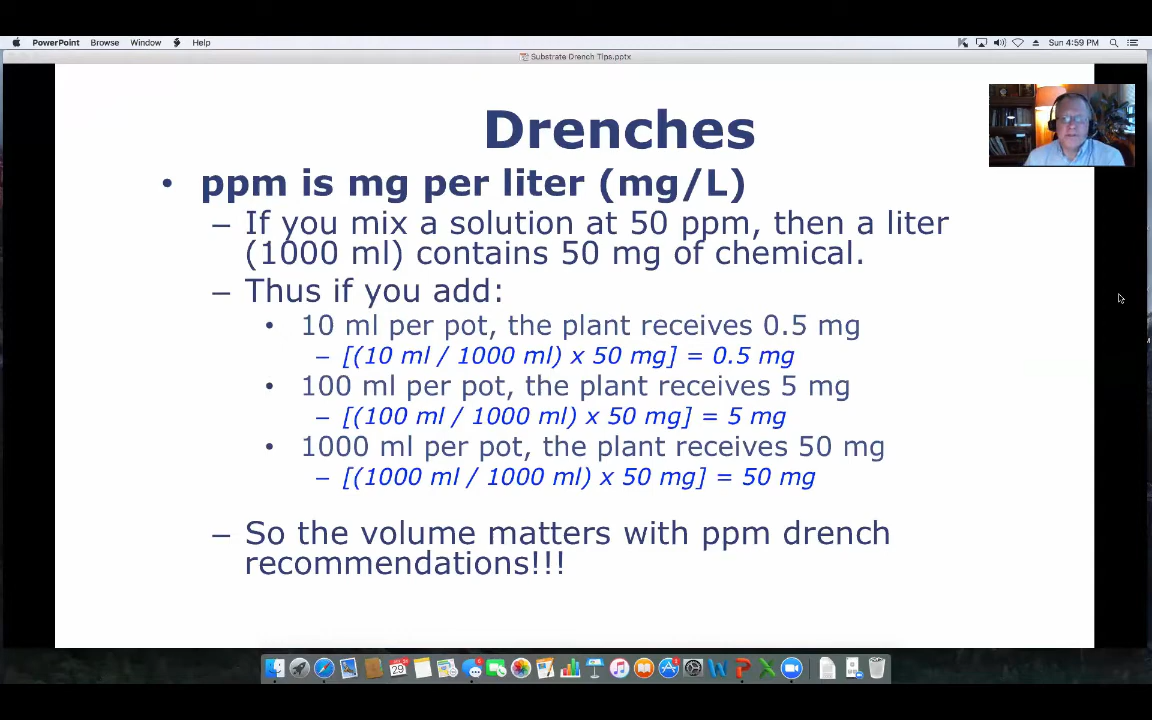 PowerPoint Browse Window Help Sun 4:59 PM
Substrate Drench Tips.pptx
Drenches
• ppm is mg per liter (mg/L)
– If you mix a solution at 50 ppm, then a liter
(1000 ml) contains 50 mg of chemical.
– Thus if you add:
• 10 ml per pot, the plant receives 0.5 mg
– [(10 ml / 1000 ml) x 50 mg] = 0.5 mg
• 100 ml per pot, the plant receives 5 mg
– [(100 ml / 1000 ml) x 50 mg] = 5 mg
• 1000 ml per pot, the plant receives 50 mg
– [(1000 ml / 1000 ml) x 50 mg] = 50 mg
– So the volume matters with ppm drench
recommendations!!!
29